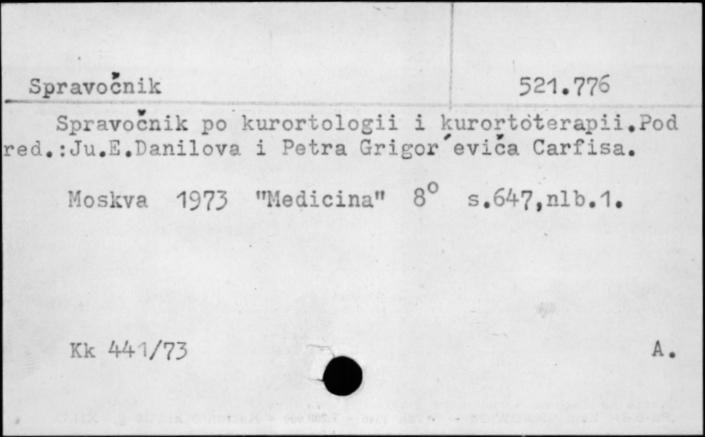 Spravočnik 521.776
Spravočnik po kurortologii i kurortoterapii.Pod
red.:Ju.E.Danilova i Petra Grigor´eviča Carfisa.
Moskva 1973 "Medicina" 8° s.647,nlb.1.
Kk 441/73 A.